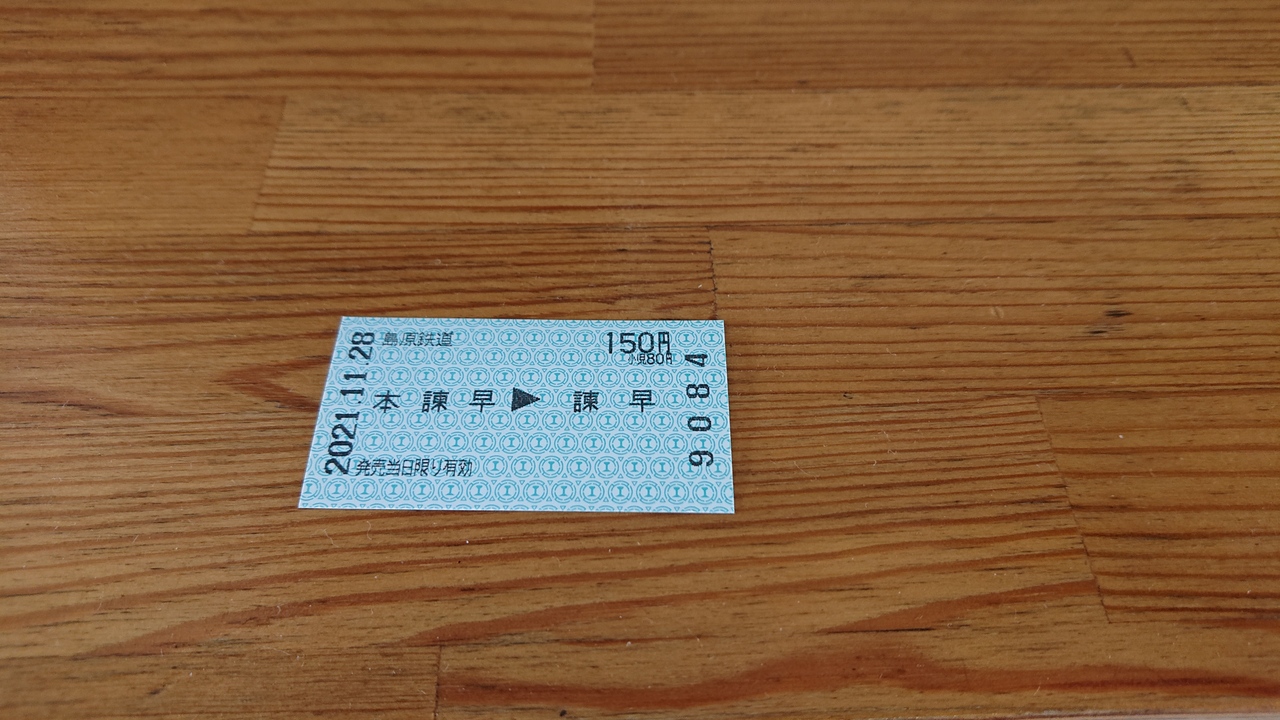 2021.11.28
島原鉄道
150円
小児80円
本諫早▶諫早
発売当日限り有効
9084